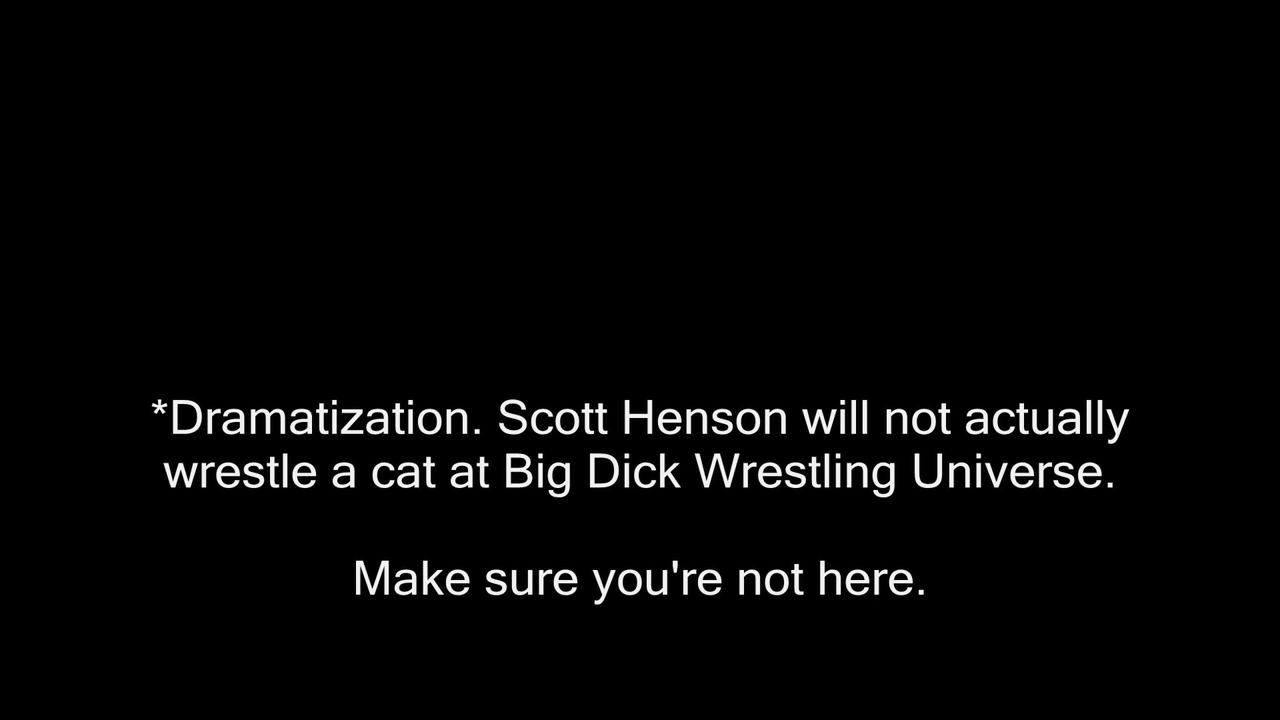 *Dramatization. Scott Henson will not actually
wrestle a cat at Big Dick Wrestling Universe.
Make sure you're not here.